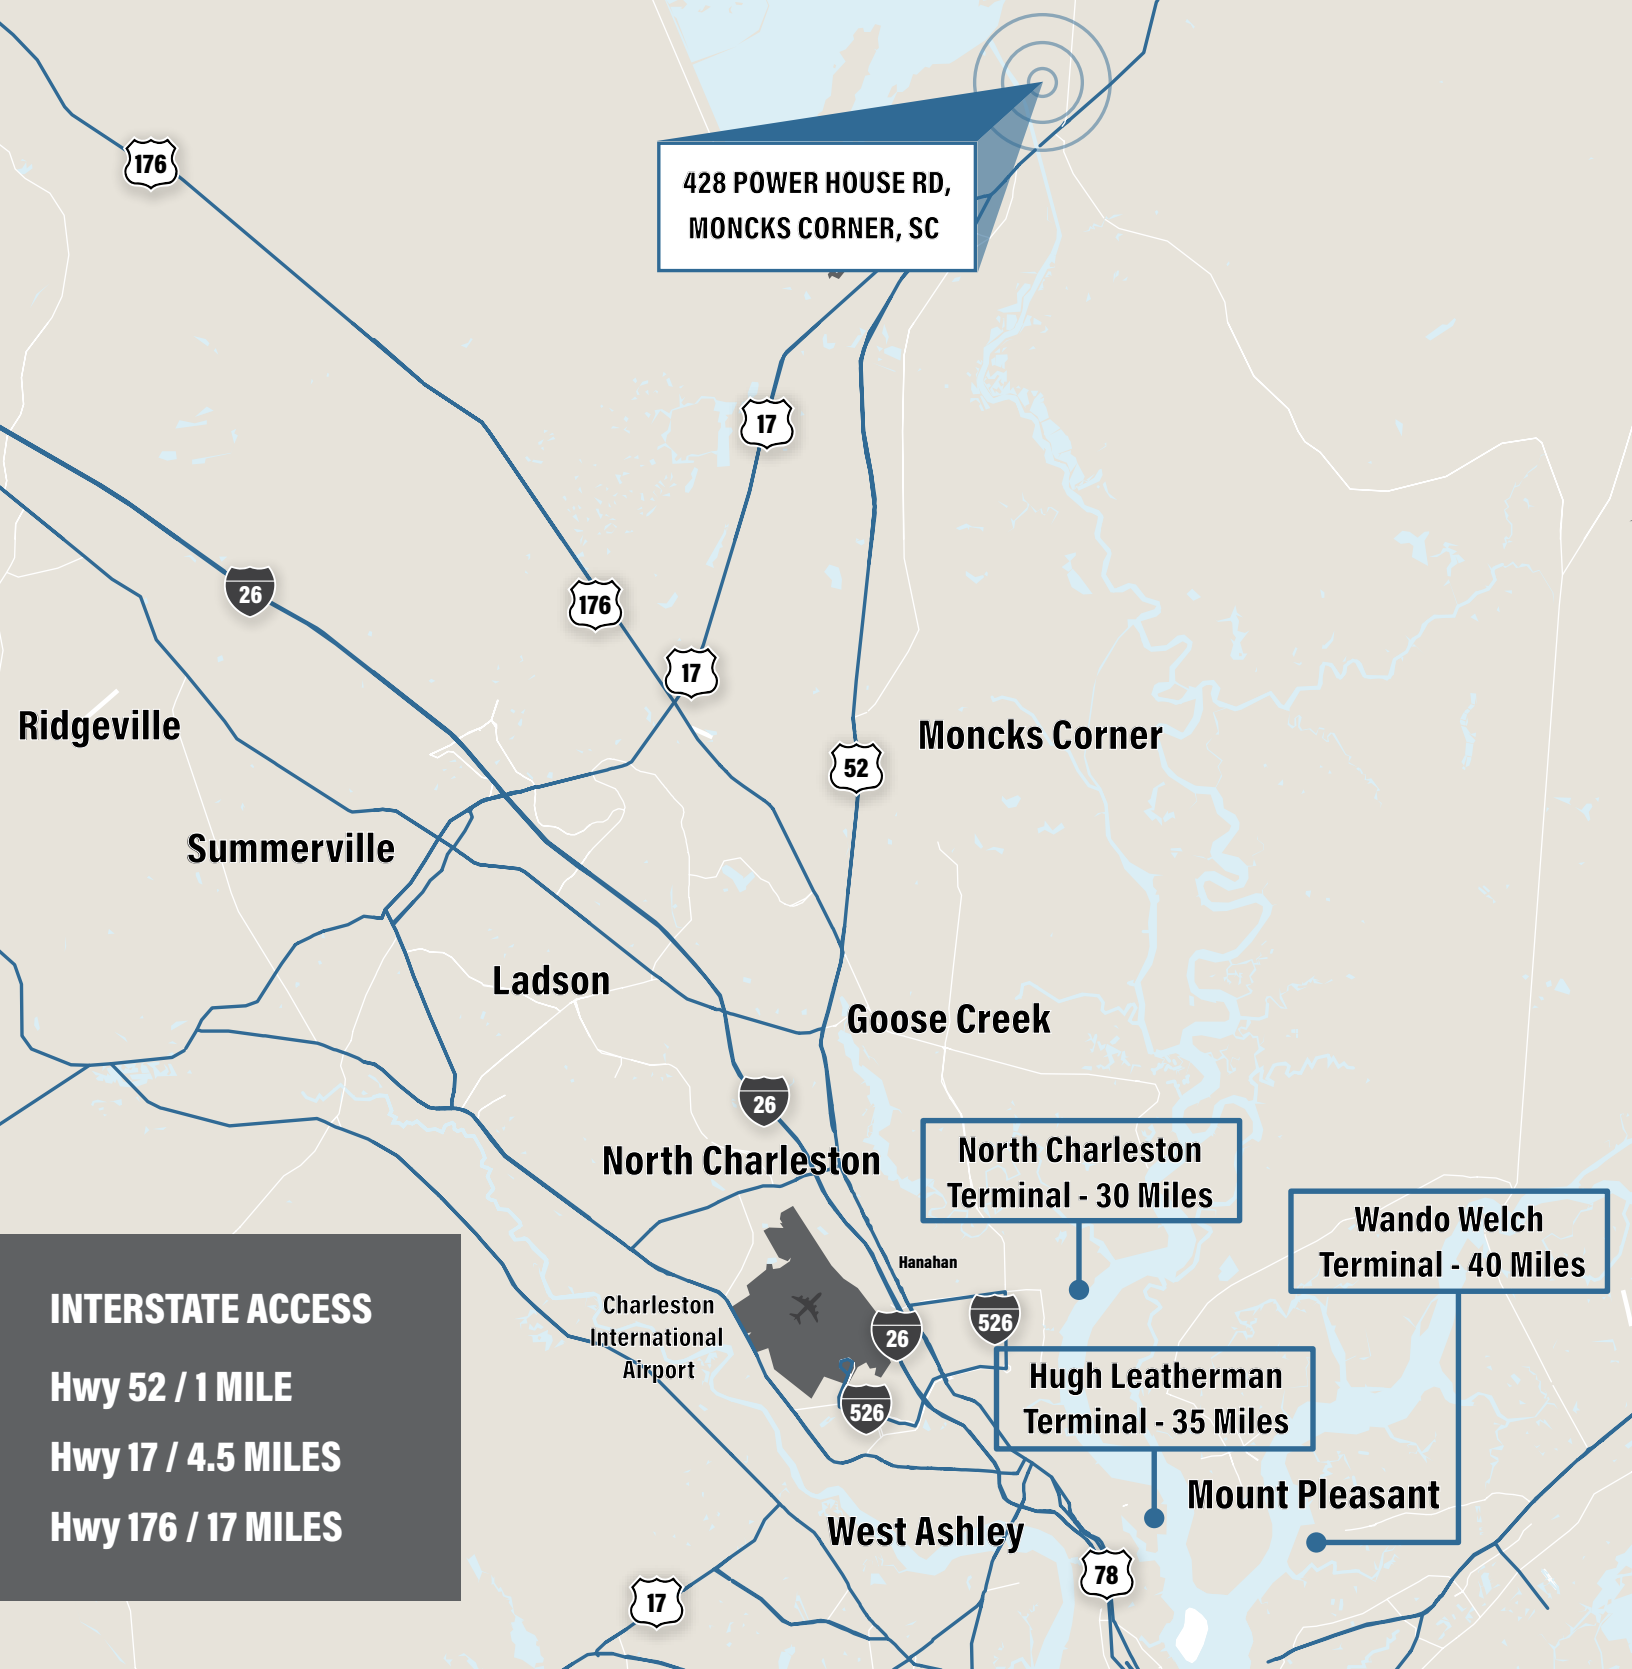 176
428 POWER HOUSE RD,
MONCKS CORNER, SC
17
26
176
17
Ridgeville
Moncks Corner
52
Summerville
Ladson
Goose Creek
26
North Charleston
North Charleston
Terminal - 30 Miles
Wando Welch
Terminal - 40 Miles
Hanahan
INTERSTATE ACCESS
Hwy 52 / 1 MILE
Hwy 17 / 4.5 MILES
Hwy 176 / 17 MILES
Charleston
International
Airport
26
526
526
Hugh Leatherman
Terminal - 35 Miles
Mount Pleasant
West Ashley
78
17